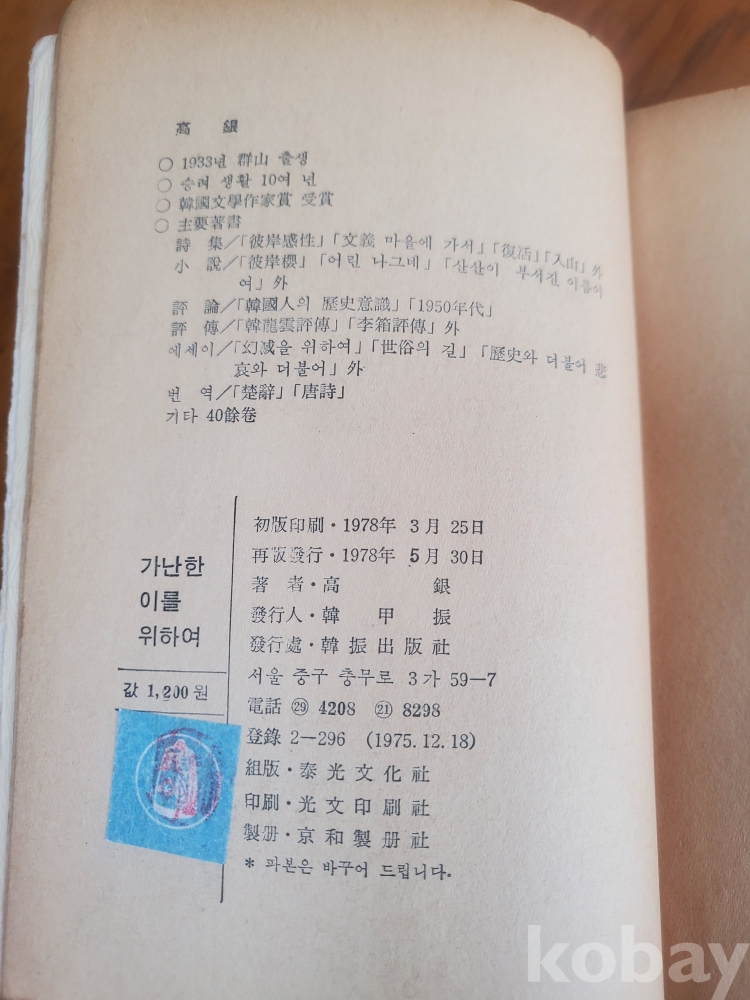 高 銀
○ 1933년 群山 출생
○ 승려 생활 10여 년
○ 韓國文學作家賞 受賞
○ 主要著書
詩 集/「彼岸感性」「文義 마을에 가서」「復活」「入山」外
小 說/「彼岸櫻」「어린 나그네」「산산이 부서진 이름이
여」外
評 論/「韓國人의 歷史意識」「1950年代」
評 傳/「韓龍雲評傳」「李箱評傳」外
에세이/「幻滅을 위하여」「世俗의 길」「歷史와 더불어 悲
哀와 더불어」外
번 역/「楚辭」「唐詩」
기타 40餘卷
가난한
이를
위하여
값 1,200원
初版印刷·1978年 3月 25日
再版發行·1978年 5月 30日
著 者·高 銀
發行人·韓 甲 振
發行處·韓振出版社
서울 중구 충무로 3가 59—7
電話 ㉙ 4208 ㉑ 8298
登錄 2—296 (1975.12.18)
組版·泰光文化社
印刷·光文印刷社
製册·京和製册社
* 파본은 바꾸어 드립니다.
kobay